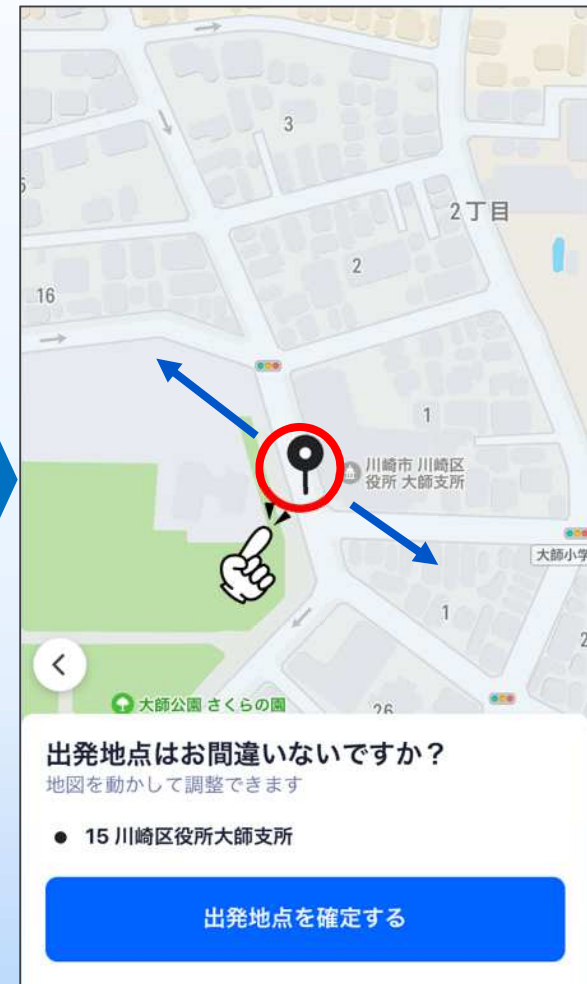 3
2丁目
2
16
1
川崎市 川崎区
役所 大師支所
大師小学
1
2
大師公園 さくらの園
26
出発地点はお間違いないですか？
地図を動かして調整できます
● 15 川崎区役所大師支所
出発地点を確定する